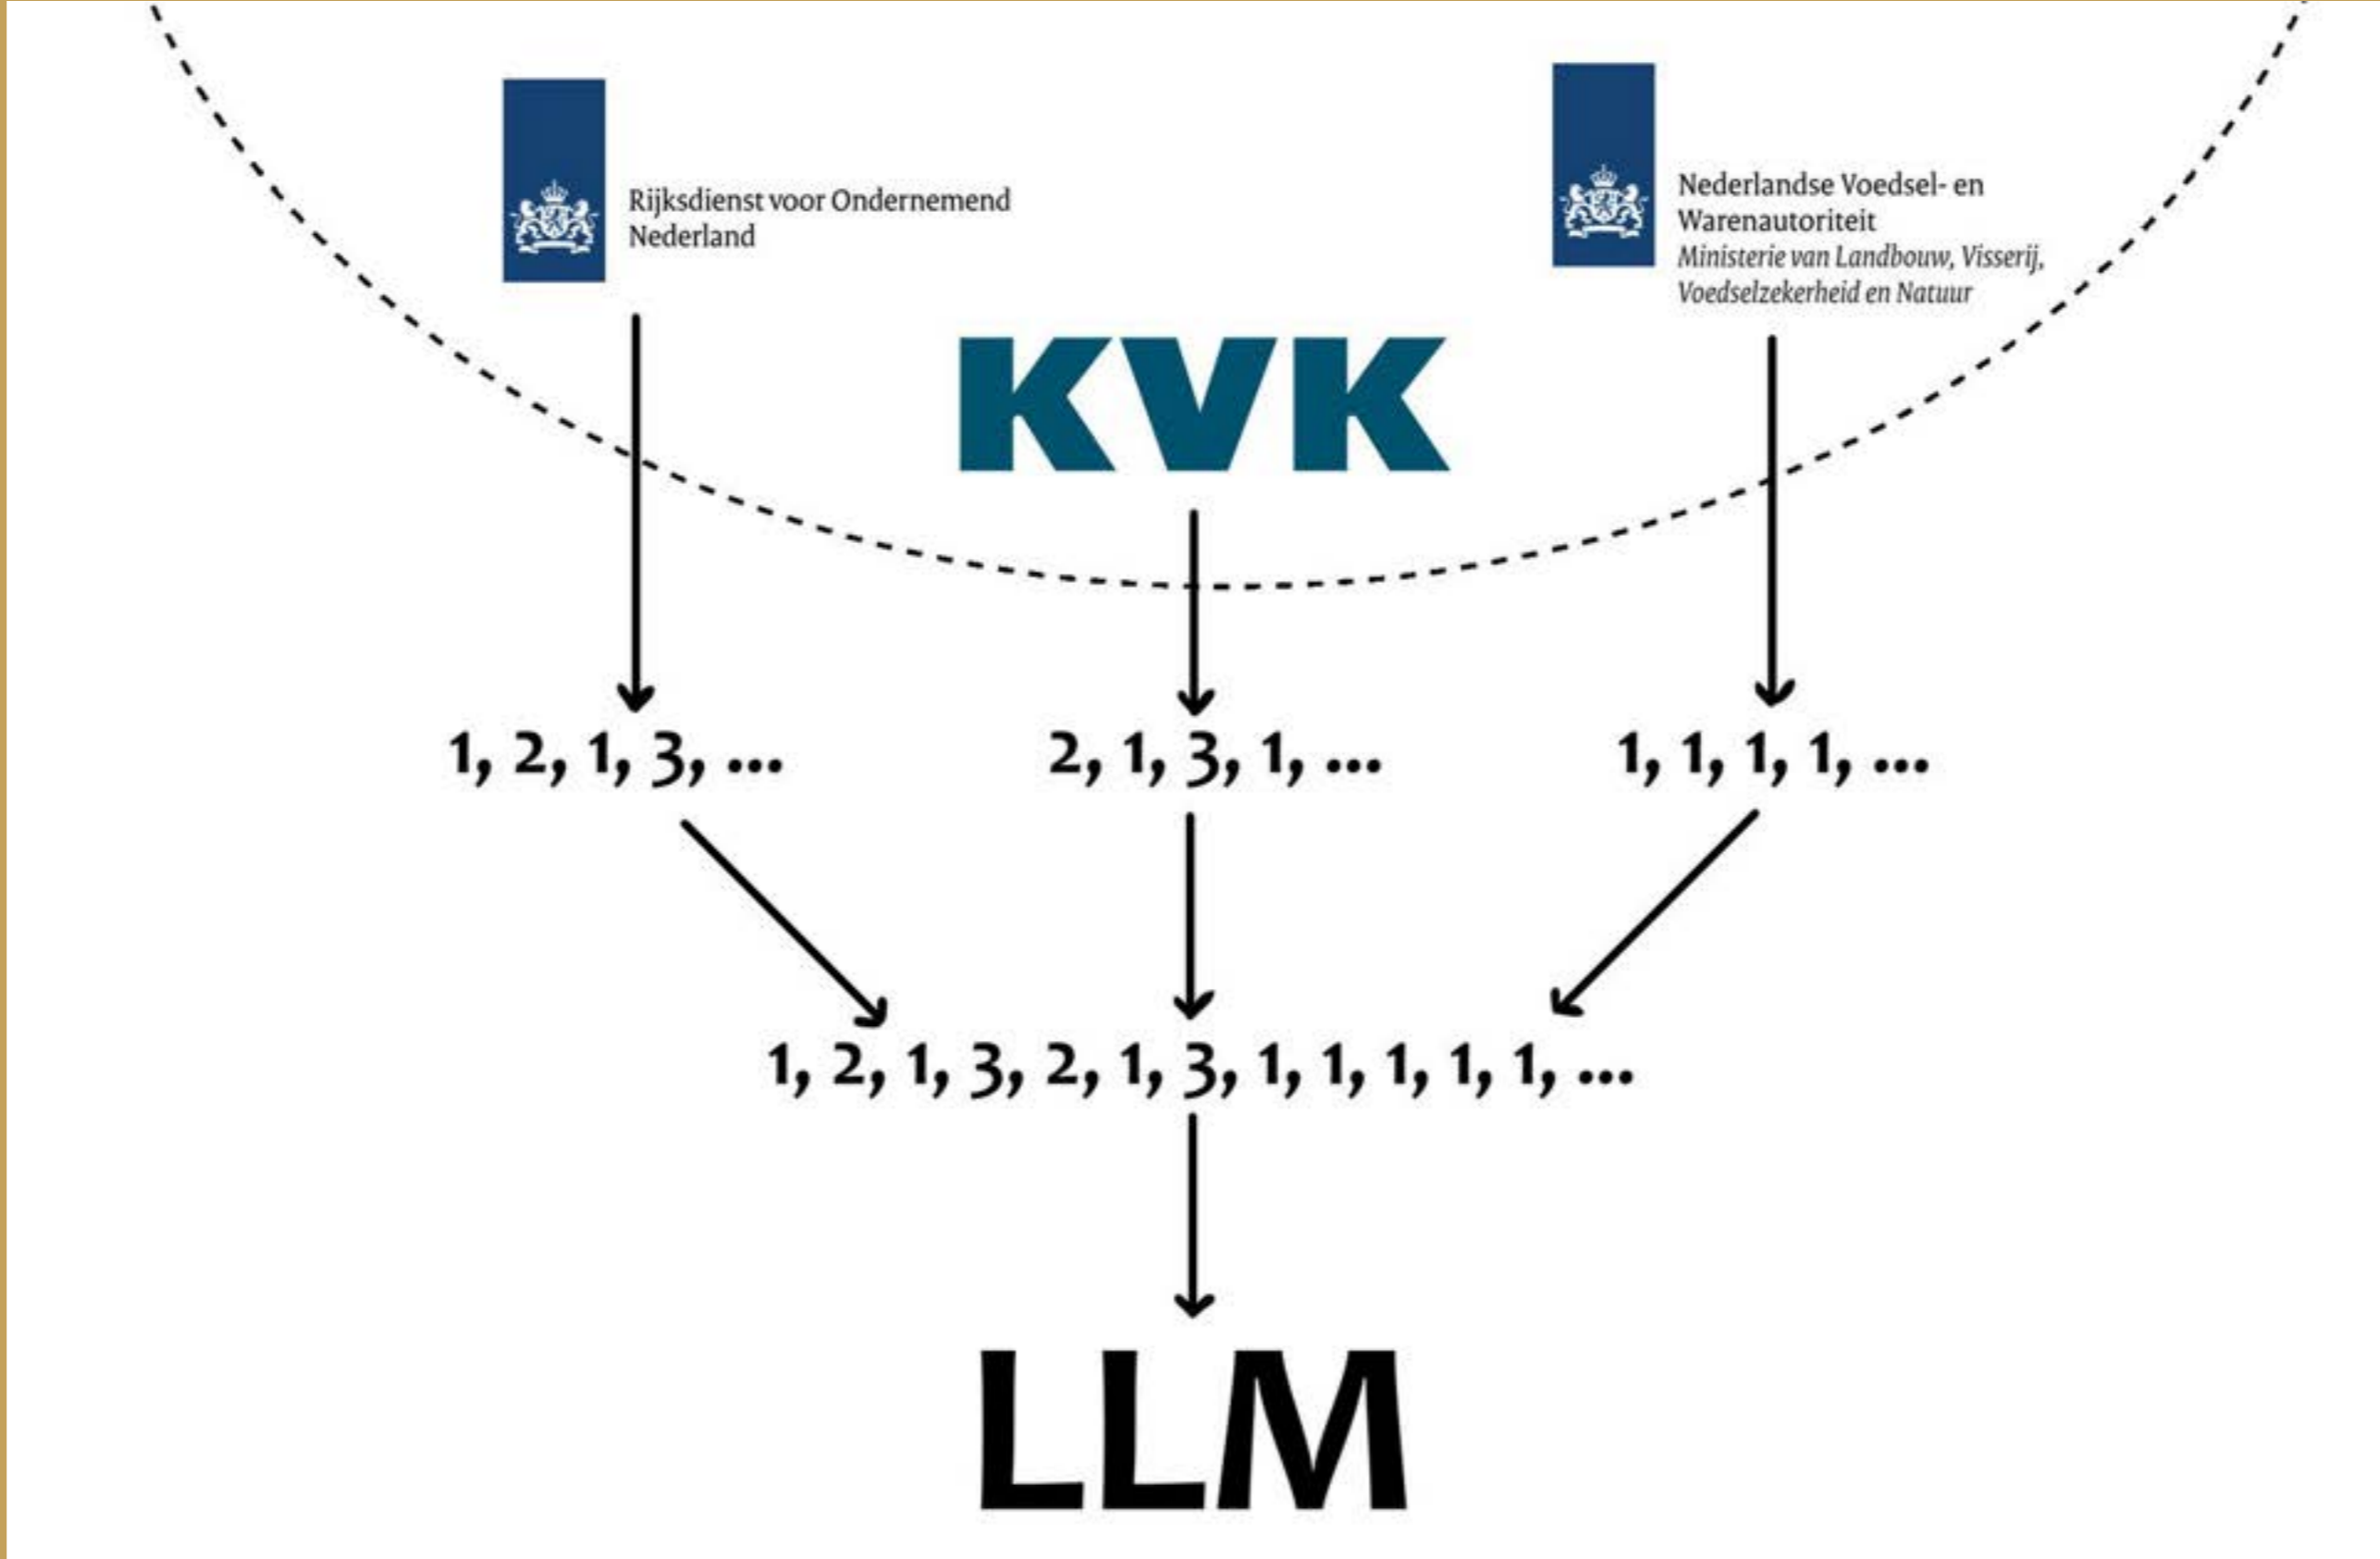 Rijksdienst voor Ondernemend
Nederland
Nederlandse Voedsel- en
Warenautoriteit
Ministerie van Landbouw, Visserij,
Voedselzekerheid en Natuur
KVK
1, 2, 1, 3, ...
2, 1, 3, 1, ...
1, 1, 1, 1, ...
1, 2, 1, 3, 2, 1, 3, 1, 1, 1, 1, 1, ...
LLM